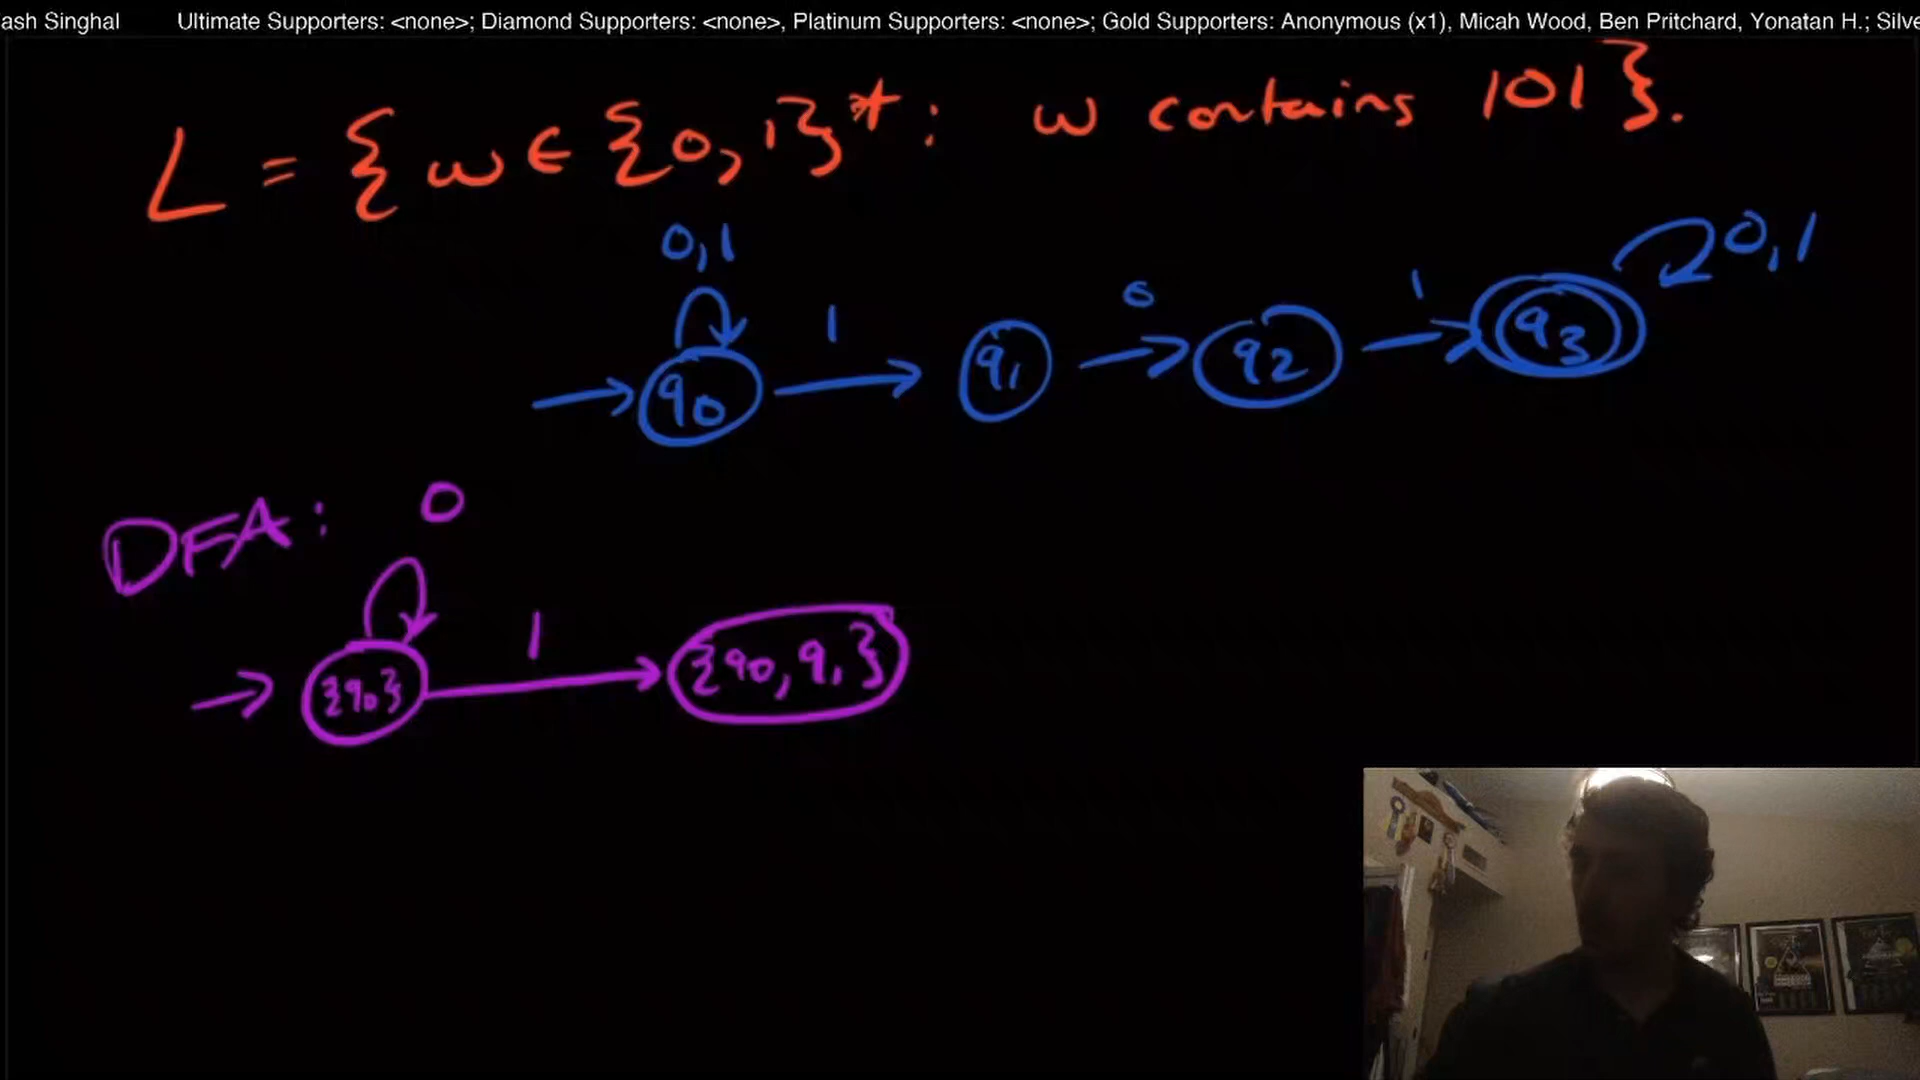 ash Singhal Ultimate Supporters: <none>; Diamond Supporters: <none>, Platinum Supporters: <none>; Gold Supporters: Anonymous (x1), Micah Wood, Ben Pritchard, Yonatan H.; Silve
L = {w ∈ {0,1}* : w contains 101}.
0,1
0,1
1
0
1
q0
q1
q2
q3
DFA:
0
1
{q0}
{q0, q1}